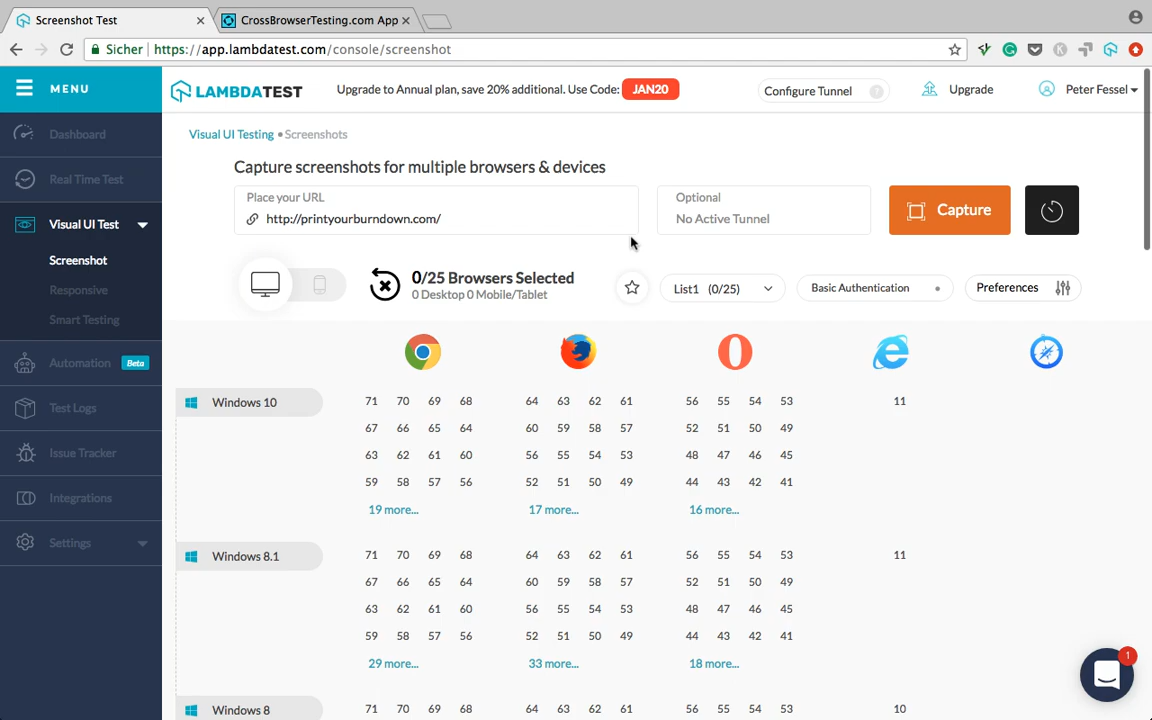 Screenshot Test
CrossBrowserTesting.com App
Sicher https://app.lambdatest.com/console/screenshot
MENU
LAMBDATEST
Upgrade to Annual plan, save 20% additional. Use Code: JAN20
Configure Tunnel ?
Upgrade
Peter Fessel
Dashboard
Real Time Test
Visual UI Test
Screenshot
Responsive
Smart Testing
Automation Beta
Test Logs
Issue Tracker
Integrations
Settings
Visual UI Testing • Screenshots
Capture screenshots for multiple browsers & devices
Place your URL
http://printyourburndown.com/
Optional
No Active Tunnel
Capture
0/25 Browsers Selected
0 Desktop 0 Mobile/Tablet
List1 (0/25)
Basic Authentication
Preferences
Windows 10 71 70 69 68 64 63 62 61 56 55 54 53 11
67 66 65 64 60 59 58 57 52 51 50 49
63 62 61 60 56 55 54 53 48 47 46 45
59 58 57 56 52 51 50 49 44 43 42 41
19 more... 17 more... 16 more...
Windows 8.1 71 70 69 68 64 63 62 61 56 55 54 53 11
67 66 65 64 60 59 58 57 52 51 50 49
63 62 61 60 56 55 54 53 48 47 46 45
59 58 57 56 52 51 50 49 44 43 42 41
29 more... 33 more... 18 more...
Windows 8 71 70 69 68 64 63 62 61 56 55 54 53 10
1